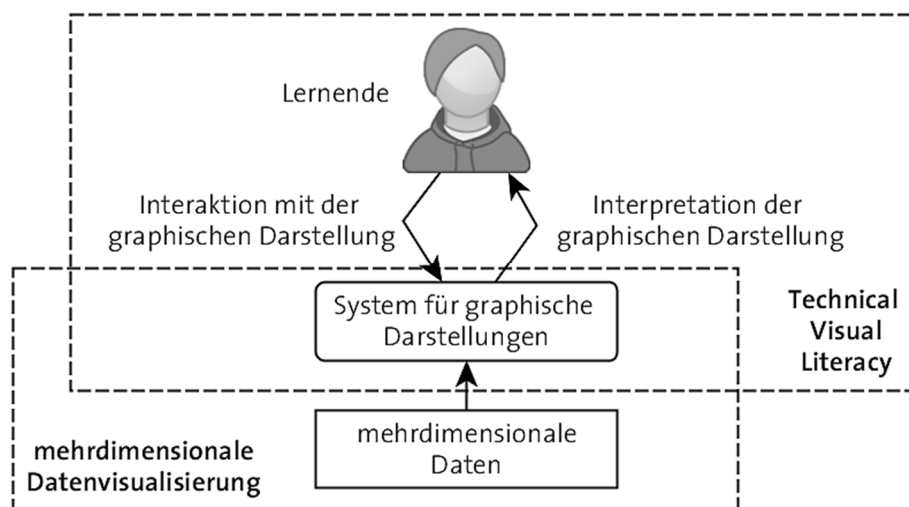 Lernende
Interaktion mit der
graphischen Darstellung
Interpretation der
graphischen Darstellung
System für graphische
Darstellungen
Technical
Visual
Literacy
mehrdimensionale
Daten
mehrdimensionale
Datenvisualisierung